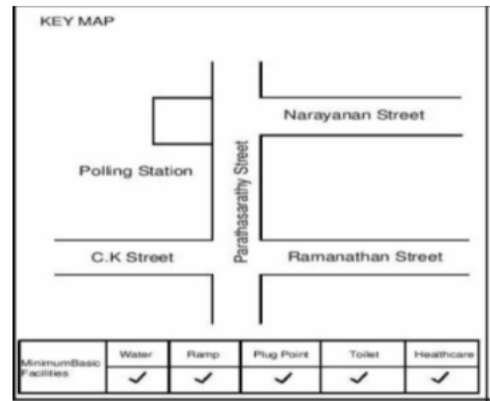 KEY MAP
Narayanan Street
Polling Station
Parathasarathy Street
C.K Street
Ramanathan Street
MinimumBasic Facilities
Water Ramp Plug Point Toilet Healthcare
✓ ✓ ✓ ✓ ✓